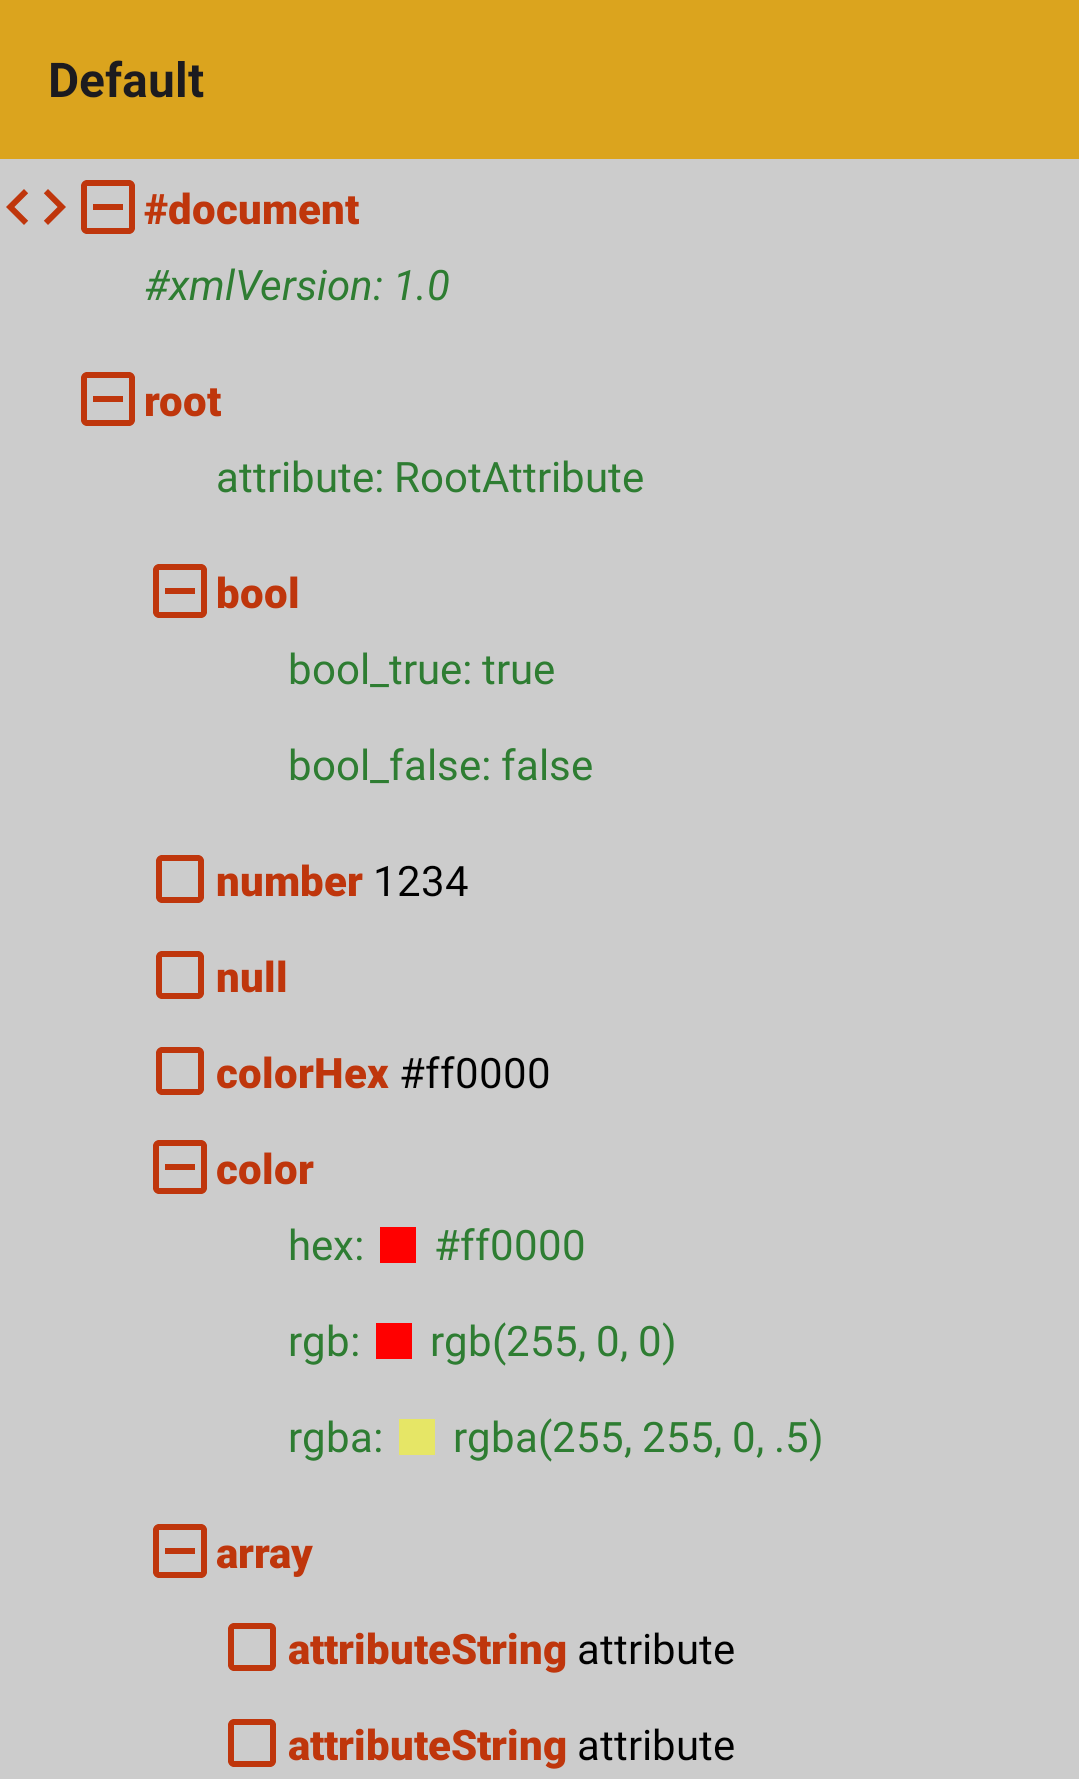 Default
#document
#xmlVersion: 1.0
root
attribute: RootAttribute
bool
bool_true: true
bool_false: false
number 1234
null
colorHex #ff0000
color
hex: #ff0000
rgb: rgb(255, 0, 0)
rgba: rgba(255, 255, 0, .5)
array
attributeString attribute
attributeString attribute